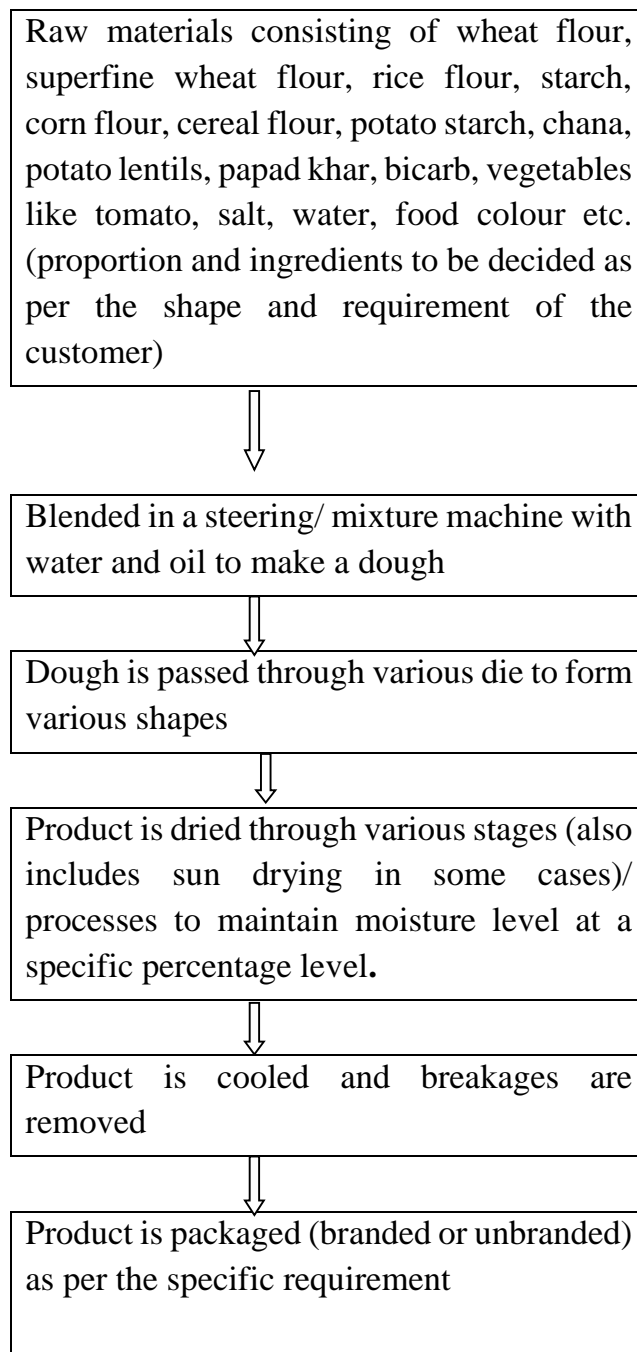 Raw materials consisting of wheat flour,
superfine wheat flour, rice flour, starch,
corn flour, cereal flour, potato starch, chana,
potato lentils, papad khar, bicarb, vegetables
like tomato, salt, water, food colour etc.
(proportion and ingredients to be decided as
per the shape and requirement of the
customer)
Blended in a steering/ mixture machine with
water and oil to make a dough
Dough is passed through various die to form
various shapes
Product is dried through various stages (also
includes sun drying in some cases)/
processes to maintain moisture level at a
specific percentage level.
Product is cooled and breakages are
removed
Product is packaged (branded or unbranded)
as per the specific requirement